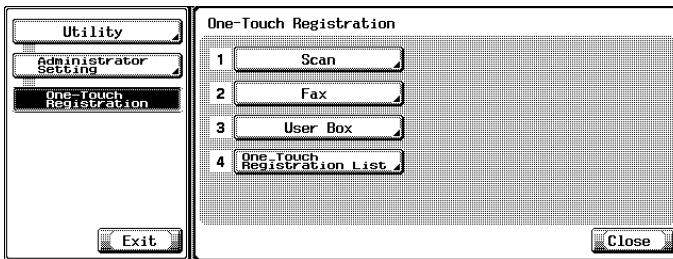 Utility
Administrator
Setting
One-Touch
Registration
Exit
One-Touch Registration
1 Scan
2 Fax
3 User Box
4 One-Touch
Registration List
Close